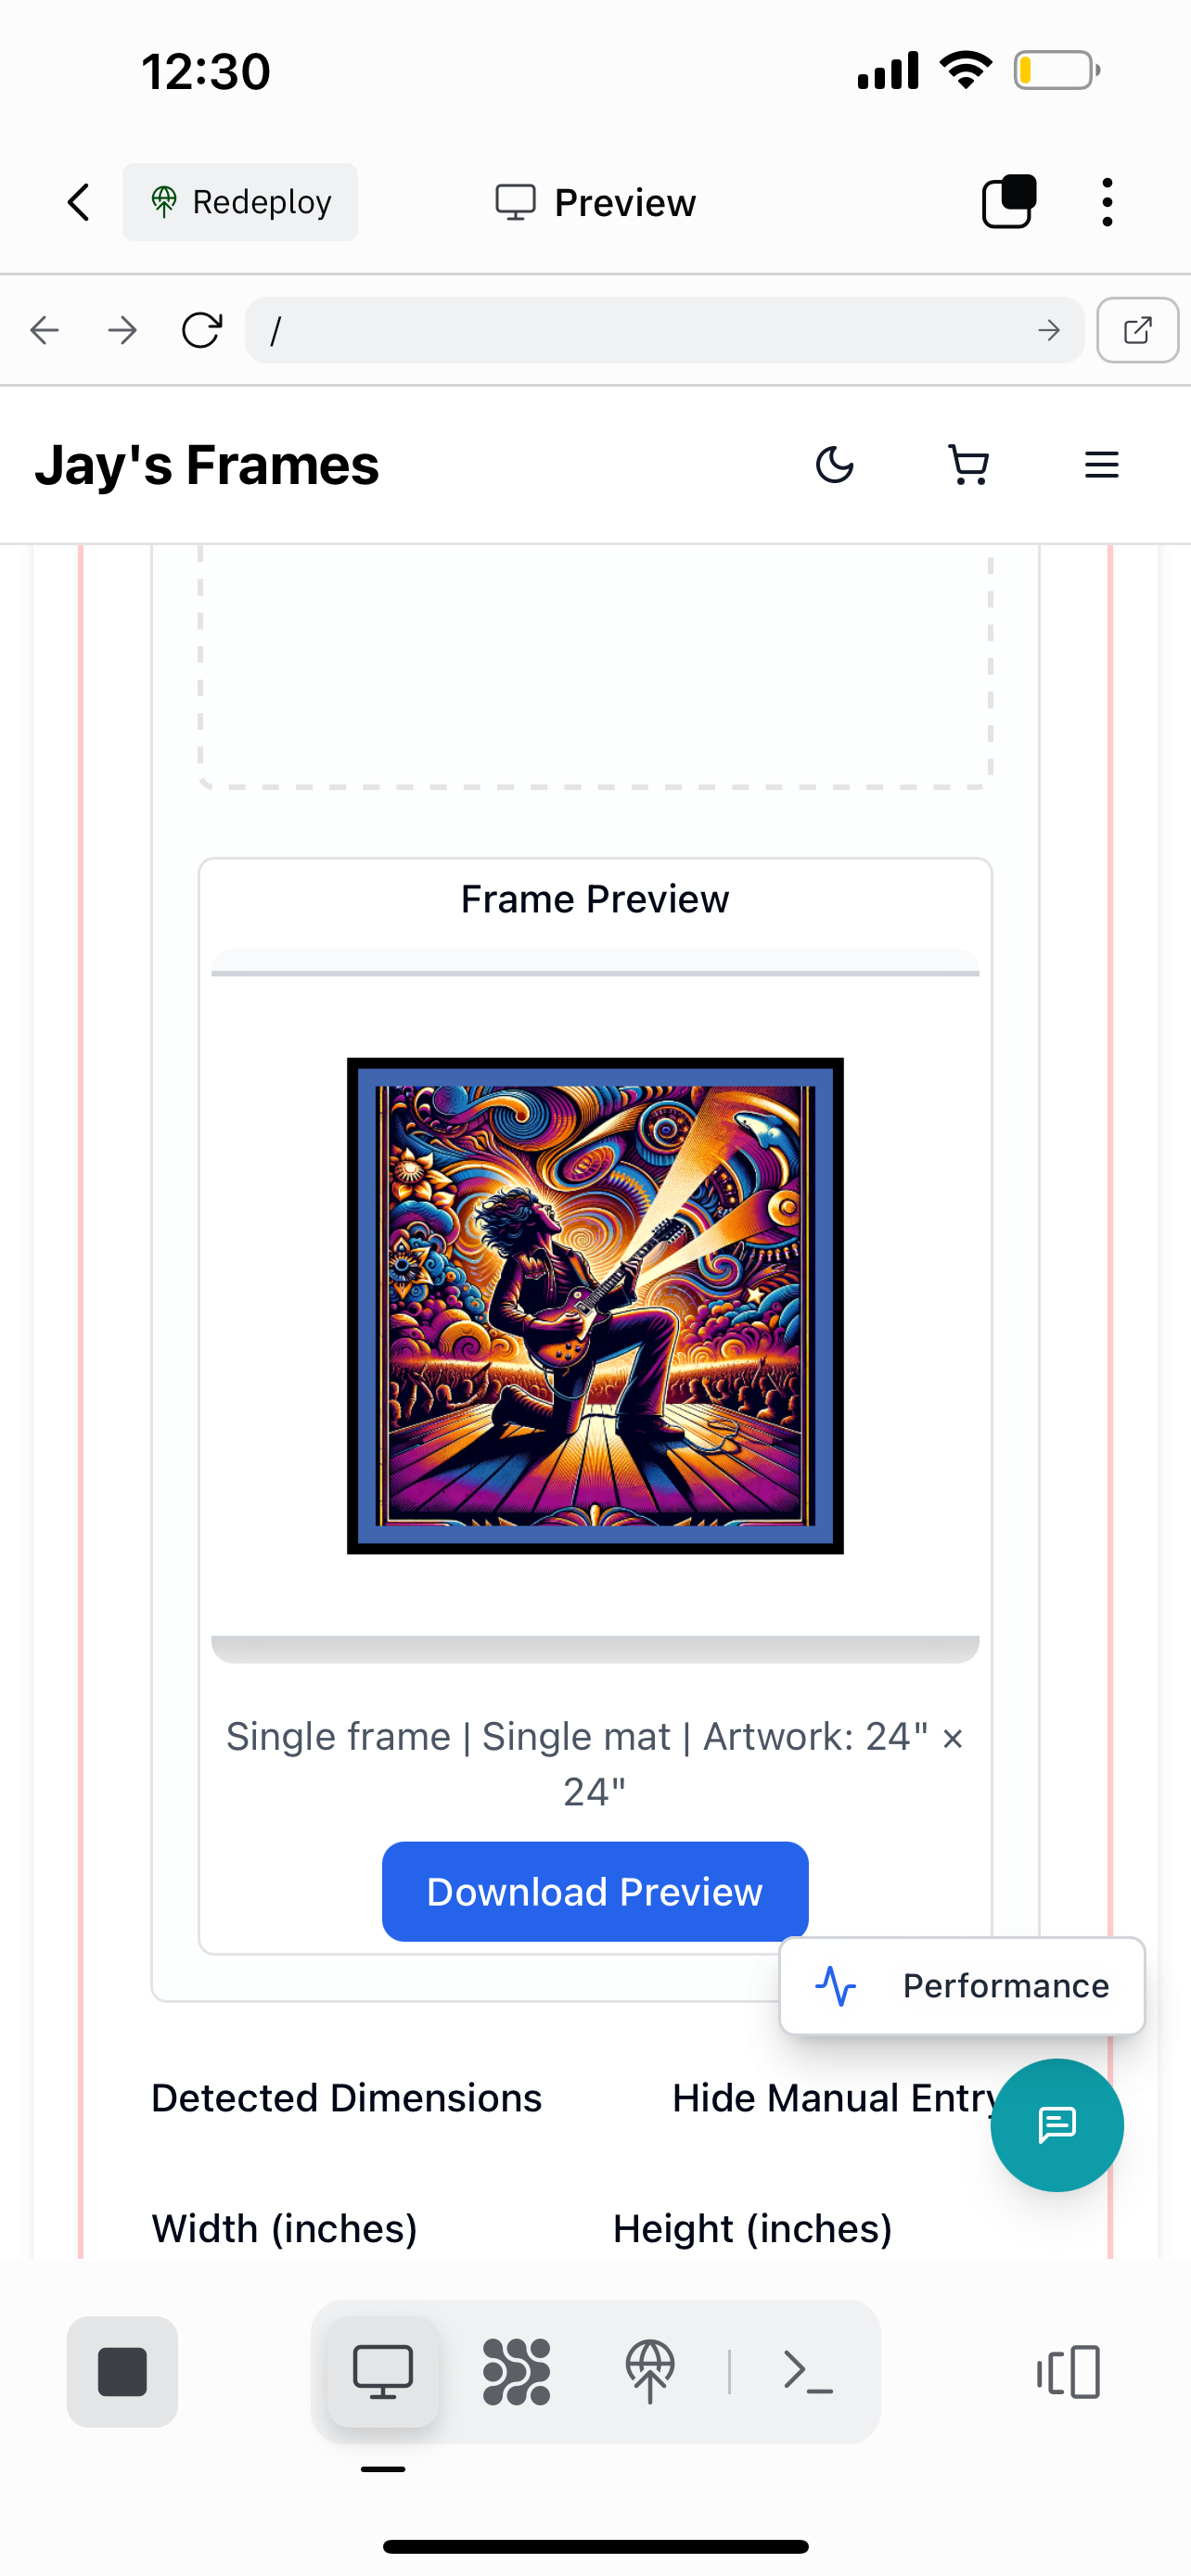 12:30
Redeploy
Preview
/
Jay's Frames
Frame Preview
Single frame | Single mat | Artwork: 24" ×
24"
Download Preview
Performance
Detected Dimensions
Hide Manual Entry
Width (inches)
Height (inches)